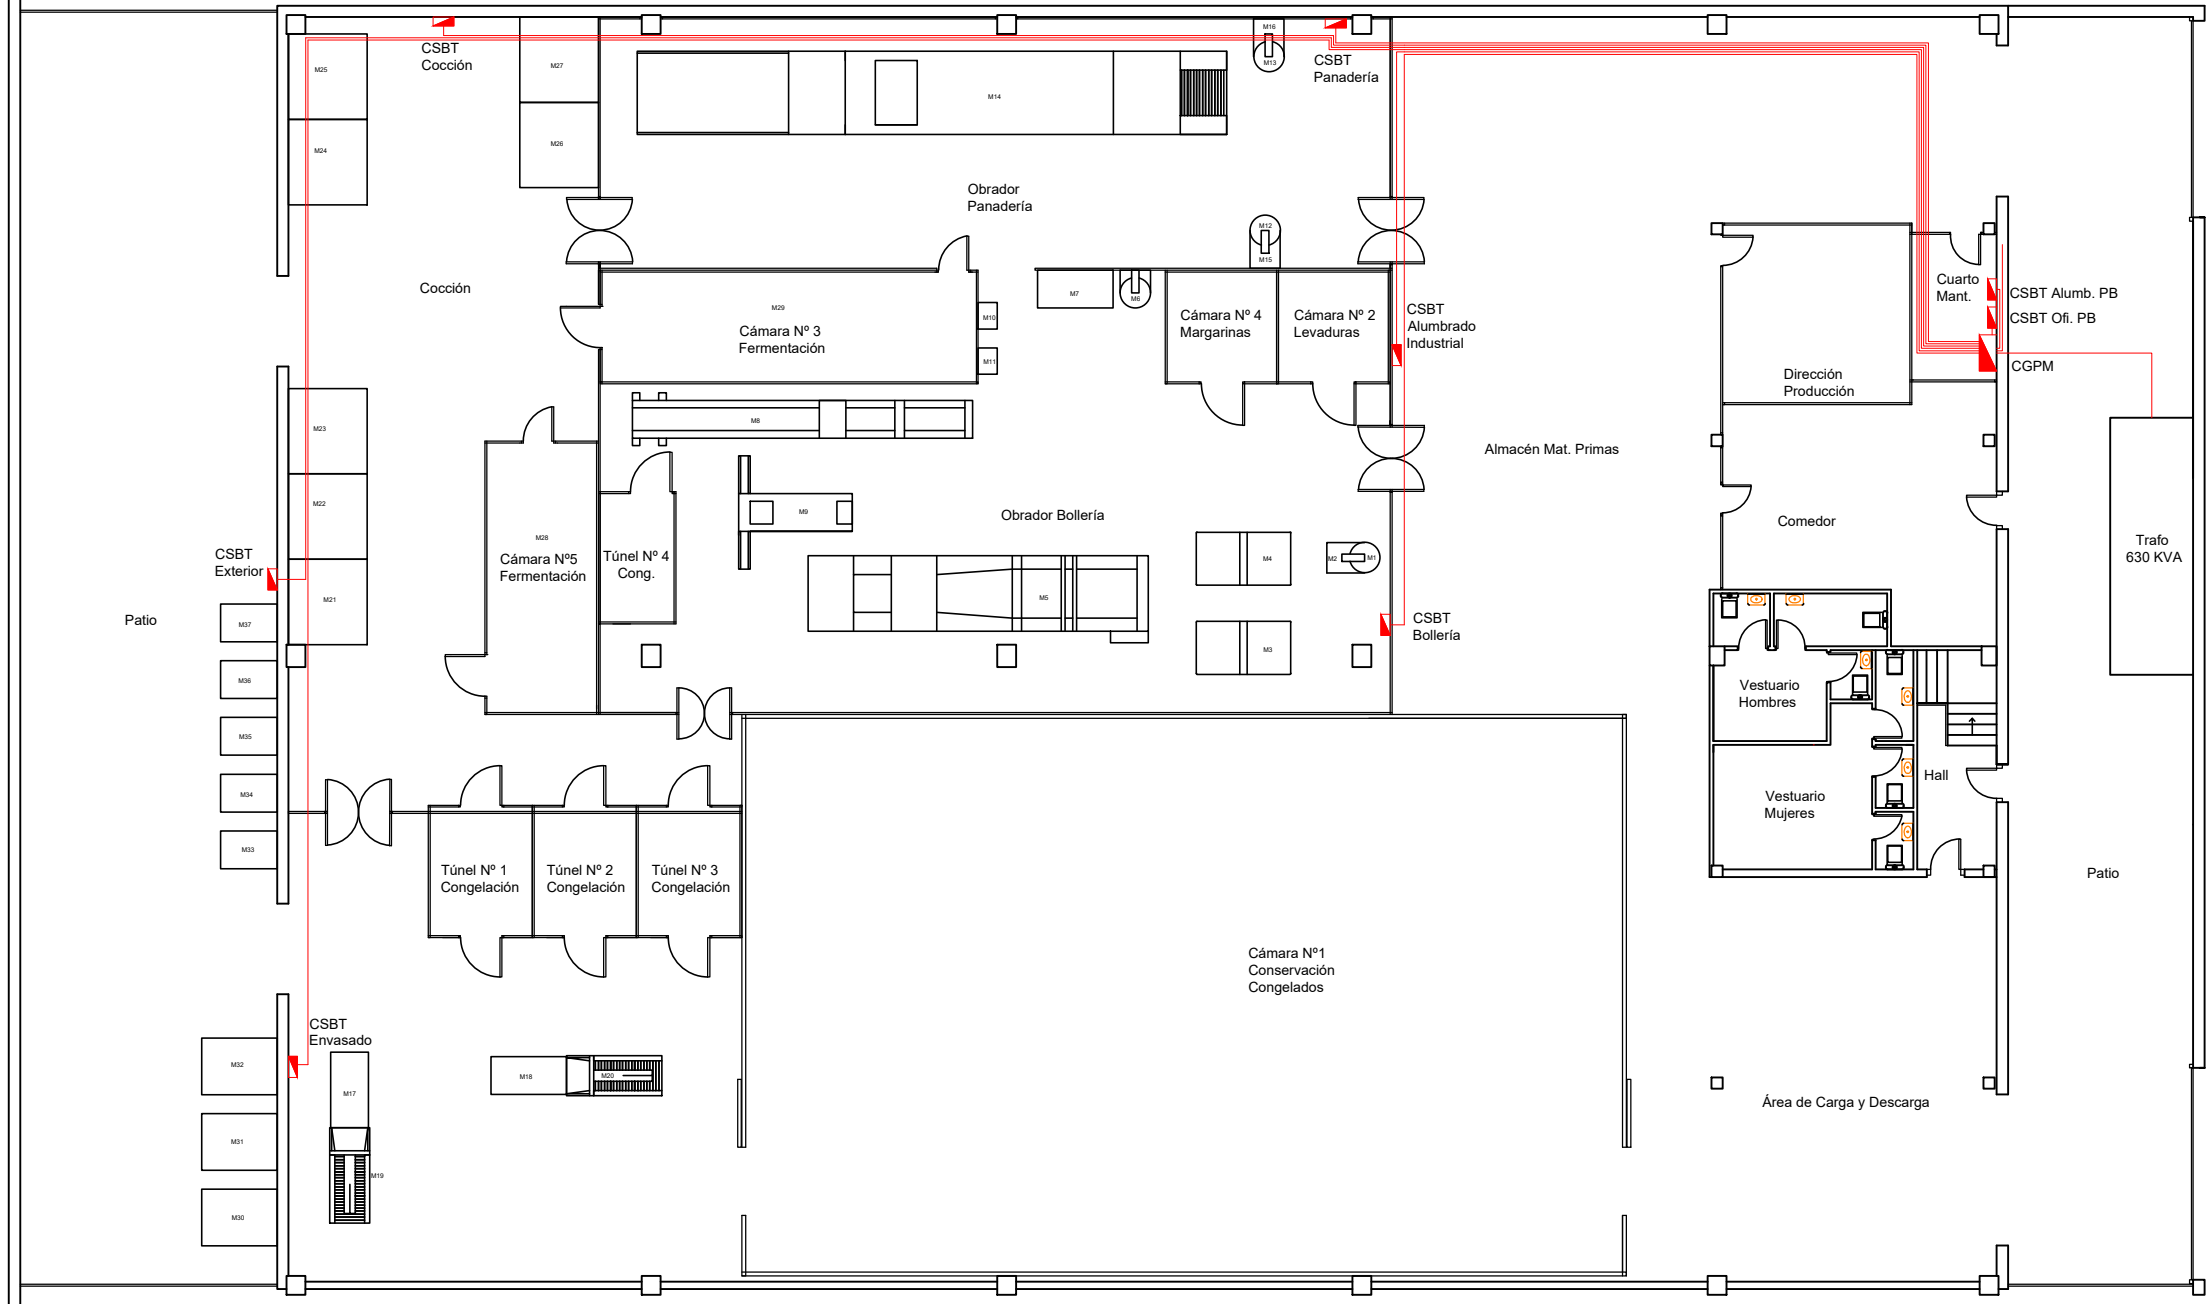 M16
M13
CSBT
Cocción
CSBT
Panadería
M25
M27
M14
M24
M26
Obrador
Panadería
M12
M15
Cocción
Cuarto
Mant.
CSBT Alumb. PB
CSBT Ofi. PB
CGPM
M29
Cámara Nº 3
Fermentación
M10
M11
M7
M6
Cámara Nº 4
Margarinas
Cámara Nº 2
Levaduras
CSBT
Alumbrado
Industrial
Dirección
Producción
M8
M23
M22
M21
M9
Obrador Bollería
Almacén Mat. Primas
Comedor
Trafo
630 KVA
M28
Cámara Nº5
Fermentación
Túnel Nº 4
Cong.
M4
M2
M1
M5
M3
CSBT
Exterior
CSBT
Bollería
Patio
M37
M36
M35
M34
M33
Vestuario
Hombres
Vestuario
Mujeres
Hall
Túnel Nº 1
Congelación
Túnel Nº 2
Congelación
Túnel Nº 3
Congelación
Patio
Cámara Nº1
Conservación
Congelados
CSBT
Envasado
M32
M31
M30
M17
M19
M18
M20
Área de Carga y Descarga